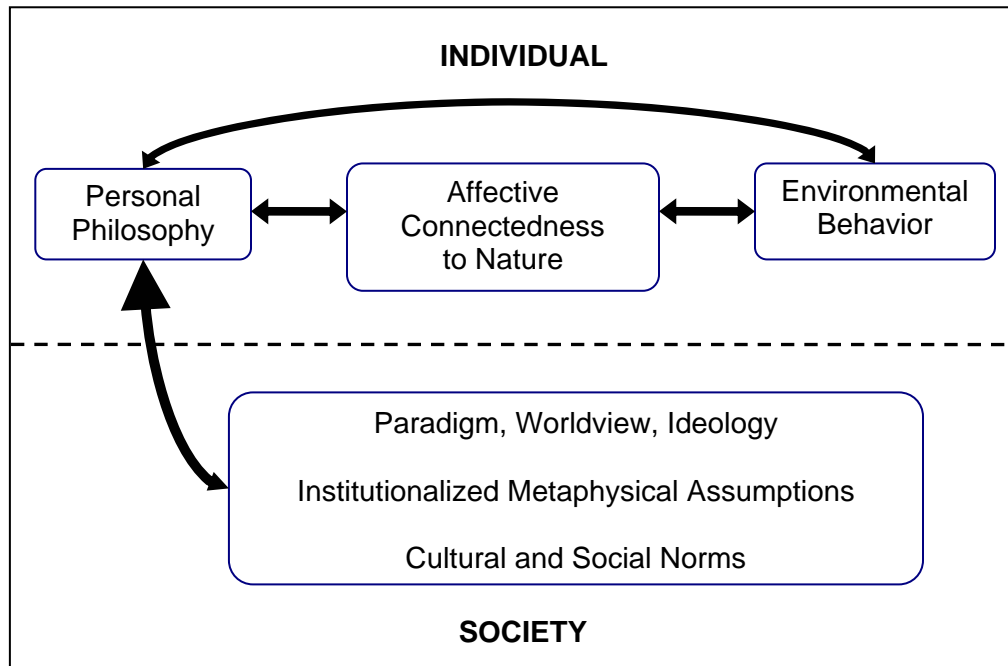 INDIVIDUAL
Personal
Philosophy
Affective
Connectedness
to Nature
Environmental
Behavior
Paradigm, Worldview, Ideology
Institutionalized Metaphysical Assumptions
Cultural and Social Norms
SOCIETY